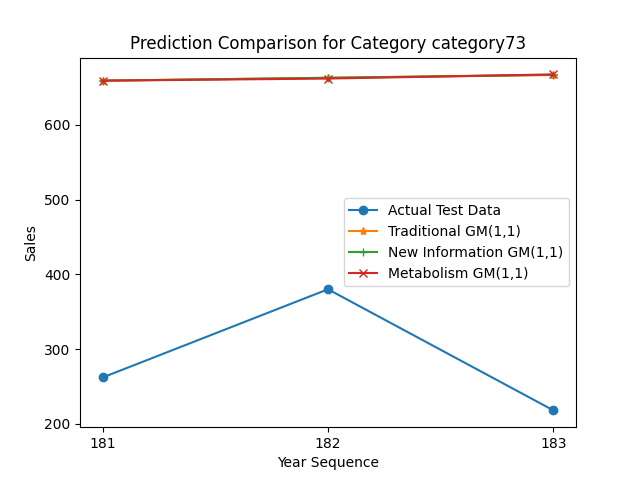 Prediction Comparison for Category category73
600
500
400
300
200
Sales
Actual Test Data
Traditional GM(1,1)
New Information GM(1,1)
Metabolism GM(1,1)
181
182
183
Year Sequence